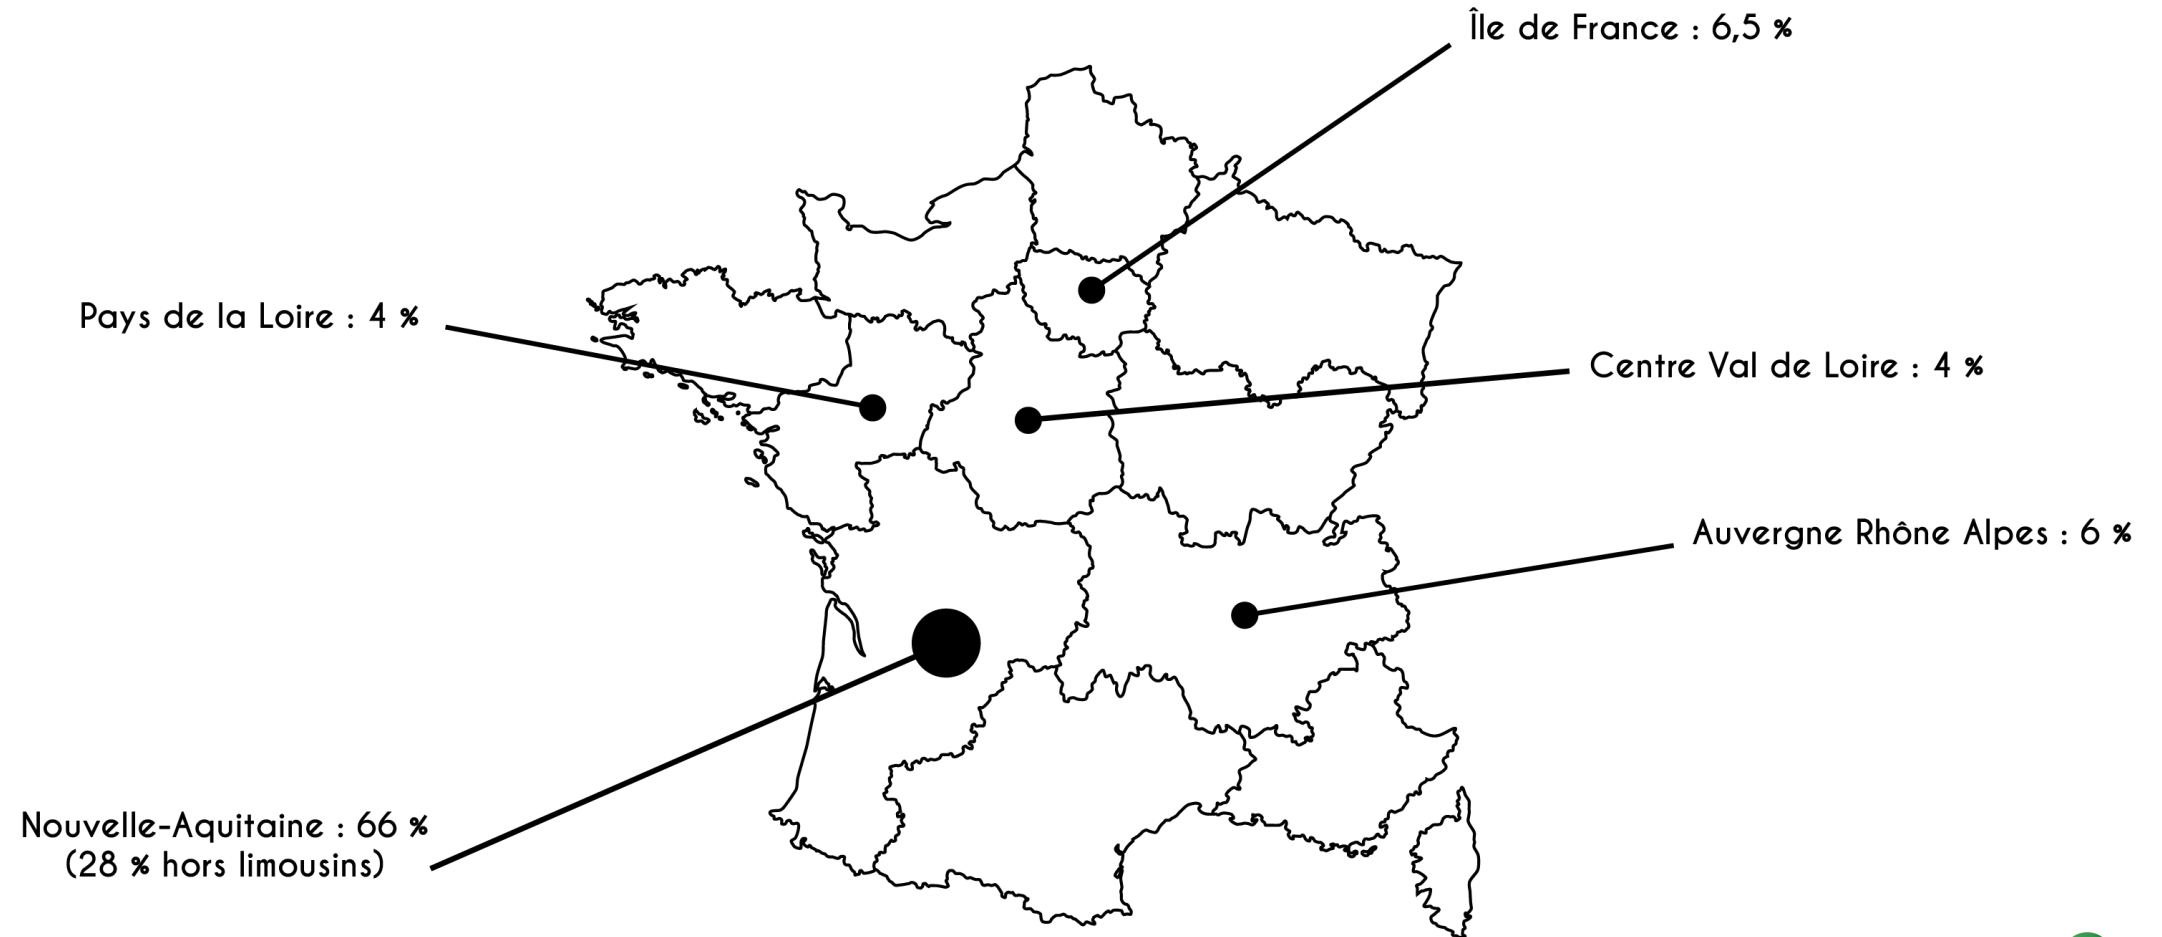 Île de France : 6,5 %
Pays de la Loire : 4 %
Centre Val de Loire : 4 %
Auvergne Rhône Alpes : 6 %
Nouvelle-Aquitaine : 66 %
(28 % hors limousins)